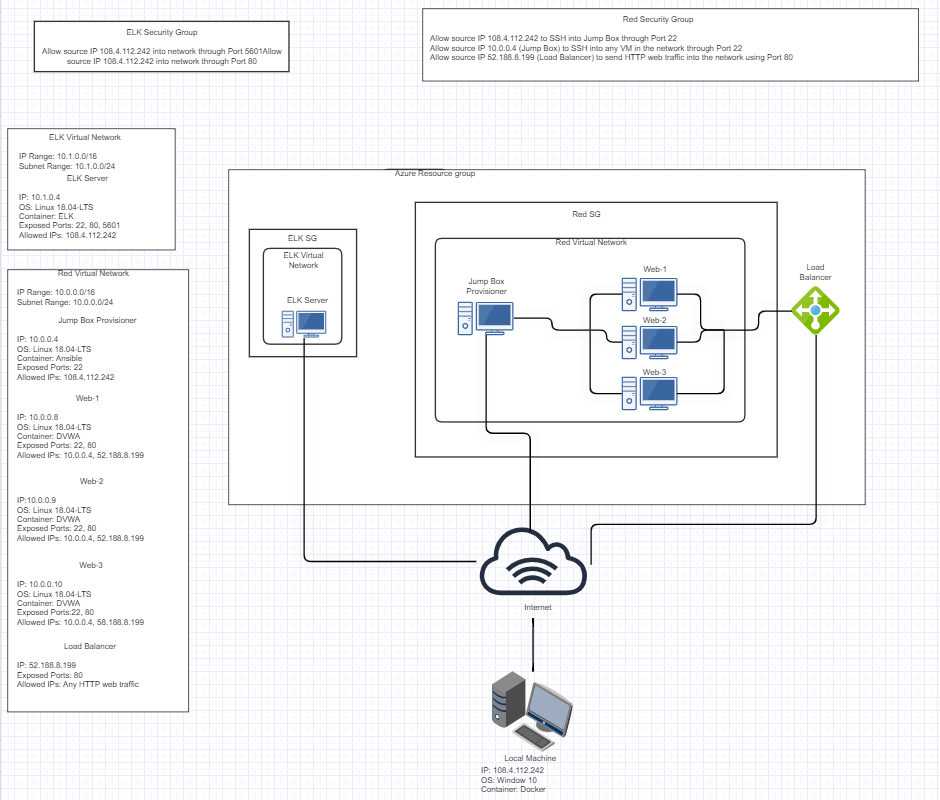 ELK Security Group
Allow source IP 108.4.112.242 into network through Port 5601Allow
source IP 108.4.112.242 into network through Port 80
Red Security Group
Allow source IP 108.4.112.242 to SSH into Jump Box through Port 22
Allow source IP 10.0.0.4 (Jump Box) to SSH into any VM in the network through Port 22
Allow source IP 52.188.8.199 (Load Balancer) to send HTTP web traffic into the network using Port 80
ELK Virtual Network
IP Range: 10.1.0.0/16
Subnet Range: 10.1.0.0/24
ELK Server
IP: 10.1.0.4
OS: Linux 18.04-LTS
Container: ELK
Exposed Ports: 22, 80, 5601
Allowed IPs: 108.4.112.242
Red Virtual Network
IP Range: 10.0.0.0/16
Subnet Range: 10.0.0.0/24
Jump Box Provisioner
IP: 10.0.0.4
OS: Linux 18.04-LTS
Container: Ansible
Exposed Ports: 22
Allowed IPs: 108.4.112.242
Web-1
IP: 10.0.0.8
OS: Linux 18.04-LTS
Container: DVWA
Exposed Ports: 22, 80
Allowed IPs: 10.0.0.4, 52.188.8.199
Web-2
IP:10.0.0.9
OS: Linux 18.04-LTS
Container: DVWA
Exposed Ports: 22, 80
Allowed IPs: 10.0.0.4, 52.188.8.199
Web-3
IP: 10.0.0.10
OS: Linux 18.04-LTS
Container: DVWA
Exposed Ports:22, 80
Allowed IPs: 10.0.0.4, 58.188.8.199
Load Balancer
IP: 52.188.8.199
Exposed Ports: 80
Allowed IPs: Any HTTP web traffic
Azure Resource group
ELK SG
ELK Virtual
Network
ELK Server
Red SG
Red Virtual Network
Jump Box
Provisioner
Web-1
Web-2
Web-3
Load
Balancer
Internet
Local Machine
IP: 108.4.112.242
OS: Window 10
Container: Docker